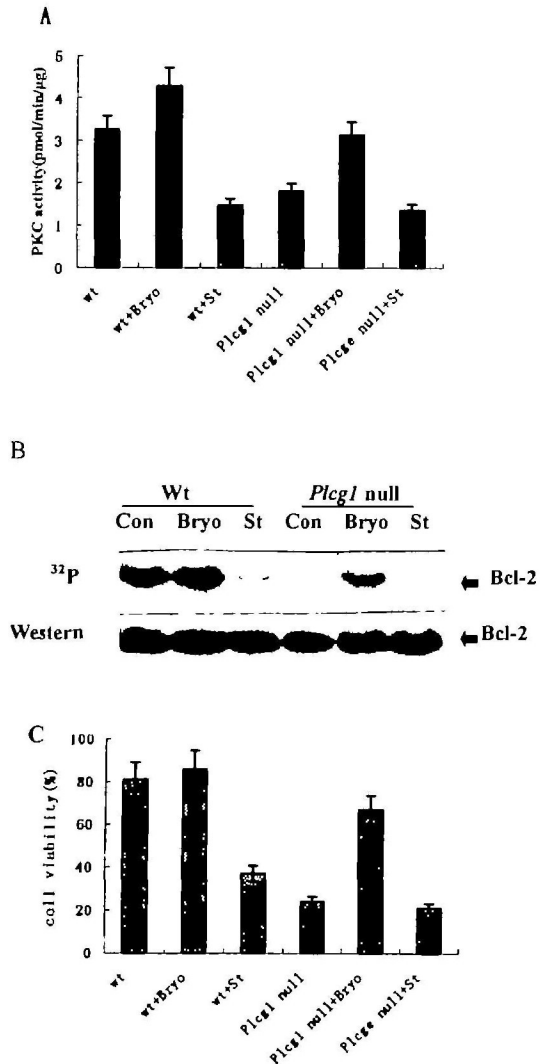 A
PKC activity(pmol/min/μg)
5
4
3
2
1
0
wt
wt+Bryo
wt+St
Plcg1 null
Plcg1 null+Bryo
Plcge null+St
B
Wt Plcg1 null
Con Bryo St Con Bryo St
32P Bcl-2
Western Bcl-2
C
coll viability(%)
100
80
60
40
20
0
wt
wt+Bryo
wt+St
Plcg1 null
Plcg1 null+Bryo
Plcge null+St